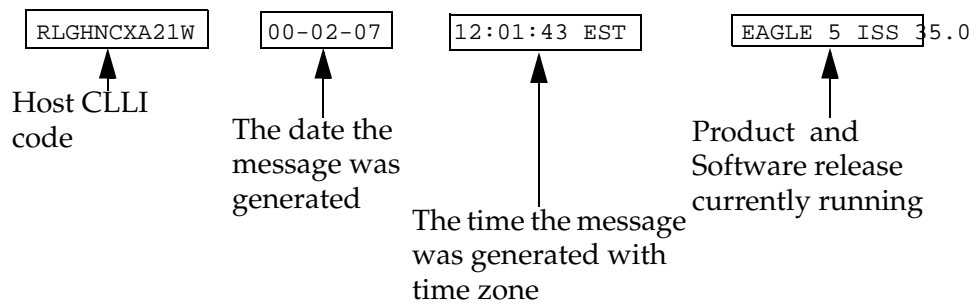 RLGHNCXA21W 00-02-07 12:01:43 EST EAGLE 5 ISS 35.0
Host CLLI
code
The date the
message was
generated
The time the message
was generated with
time zone
Product and
Software release
currently running